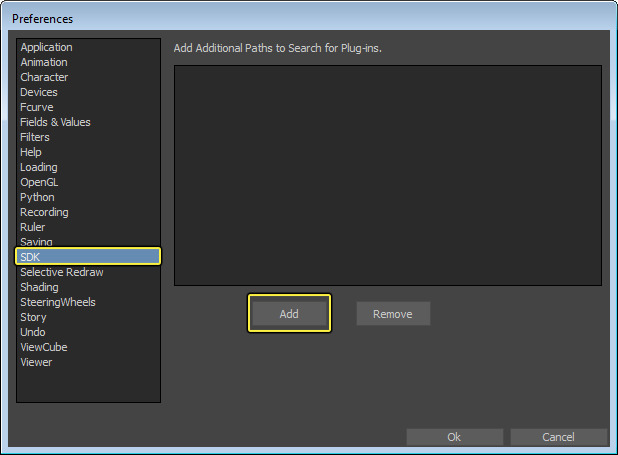 Preferences
Application
Animation
Character
Devices
Fcurve
Fields & Values
Filters
Help
Loading
OpenGL
Python
Recording
Ruler
Saving
SDK
Selective Redraw
Shading
SteeringWheels
Story
Undo
ViewCube
Viewer
Add Additional Paths to Search for Plug-ins.
Add
Remove
Ok
Cancel